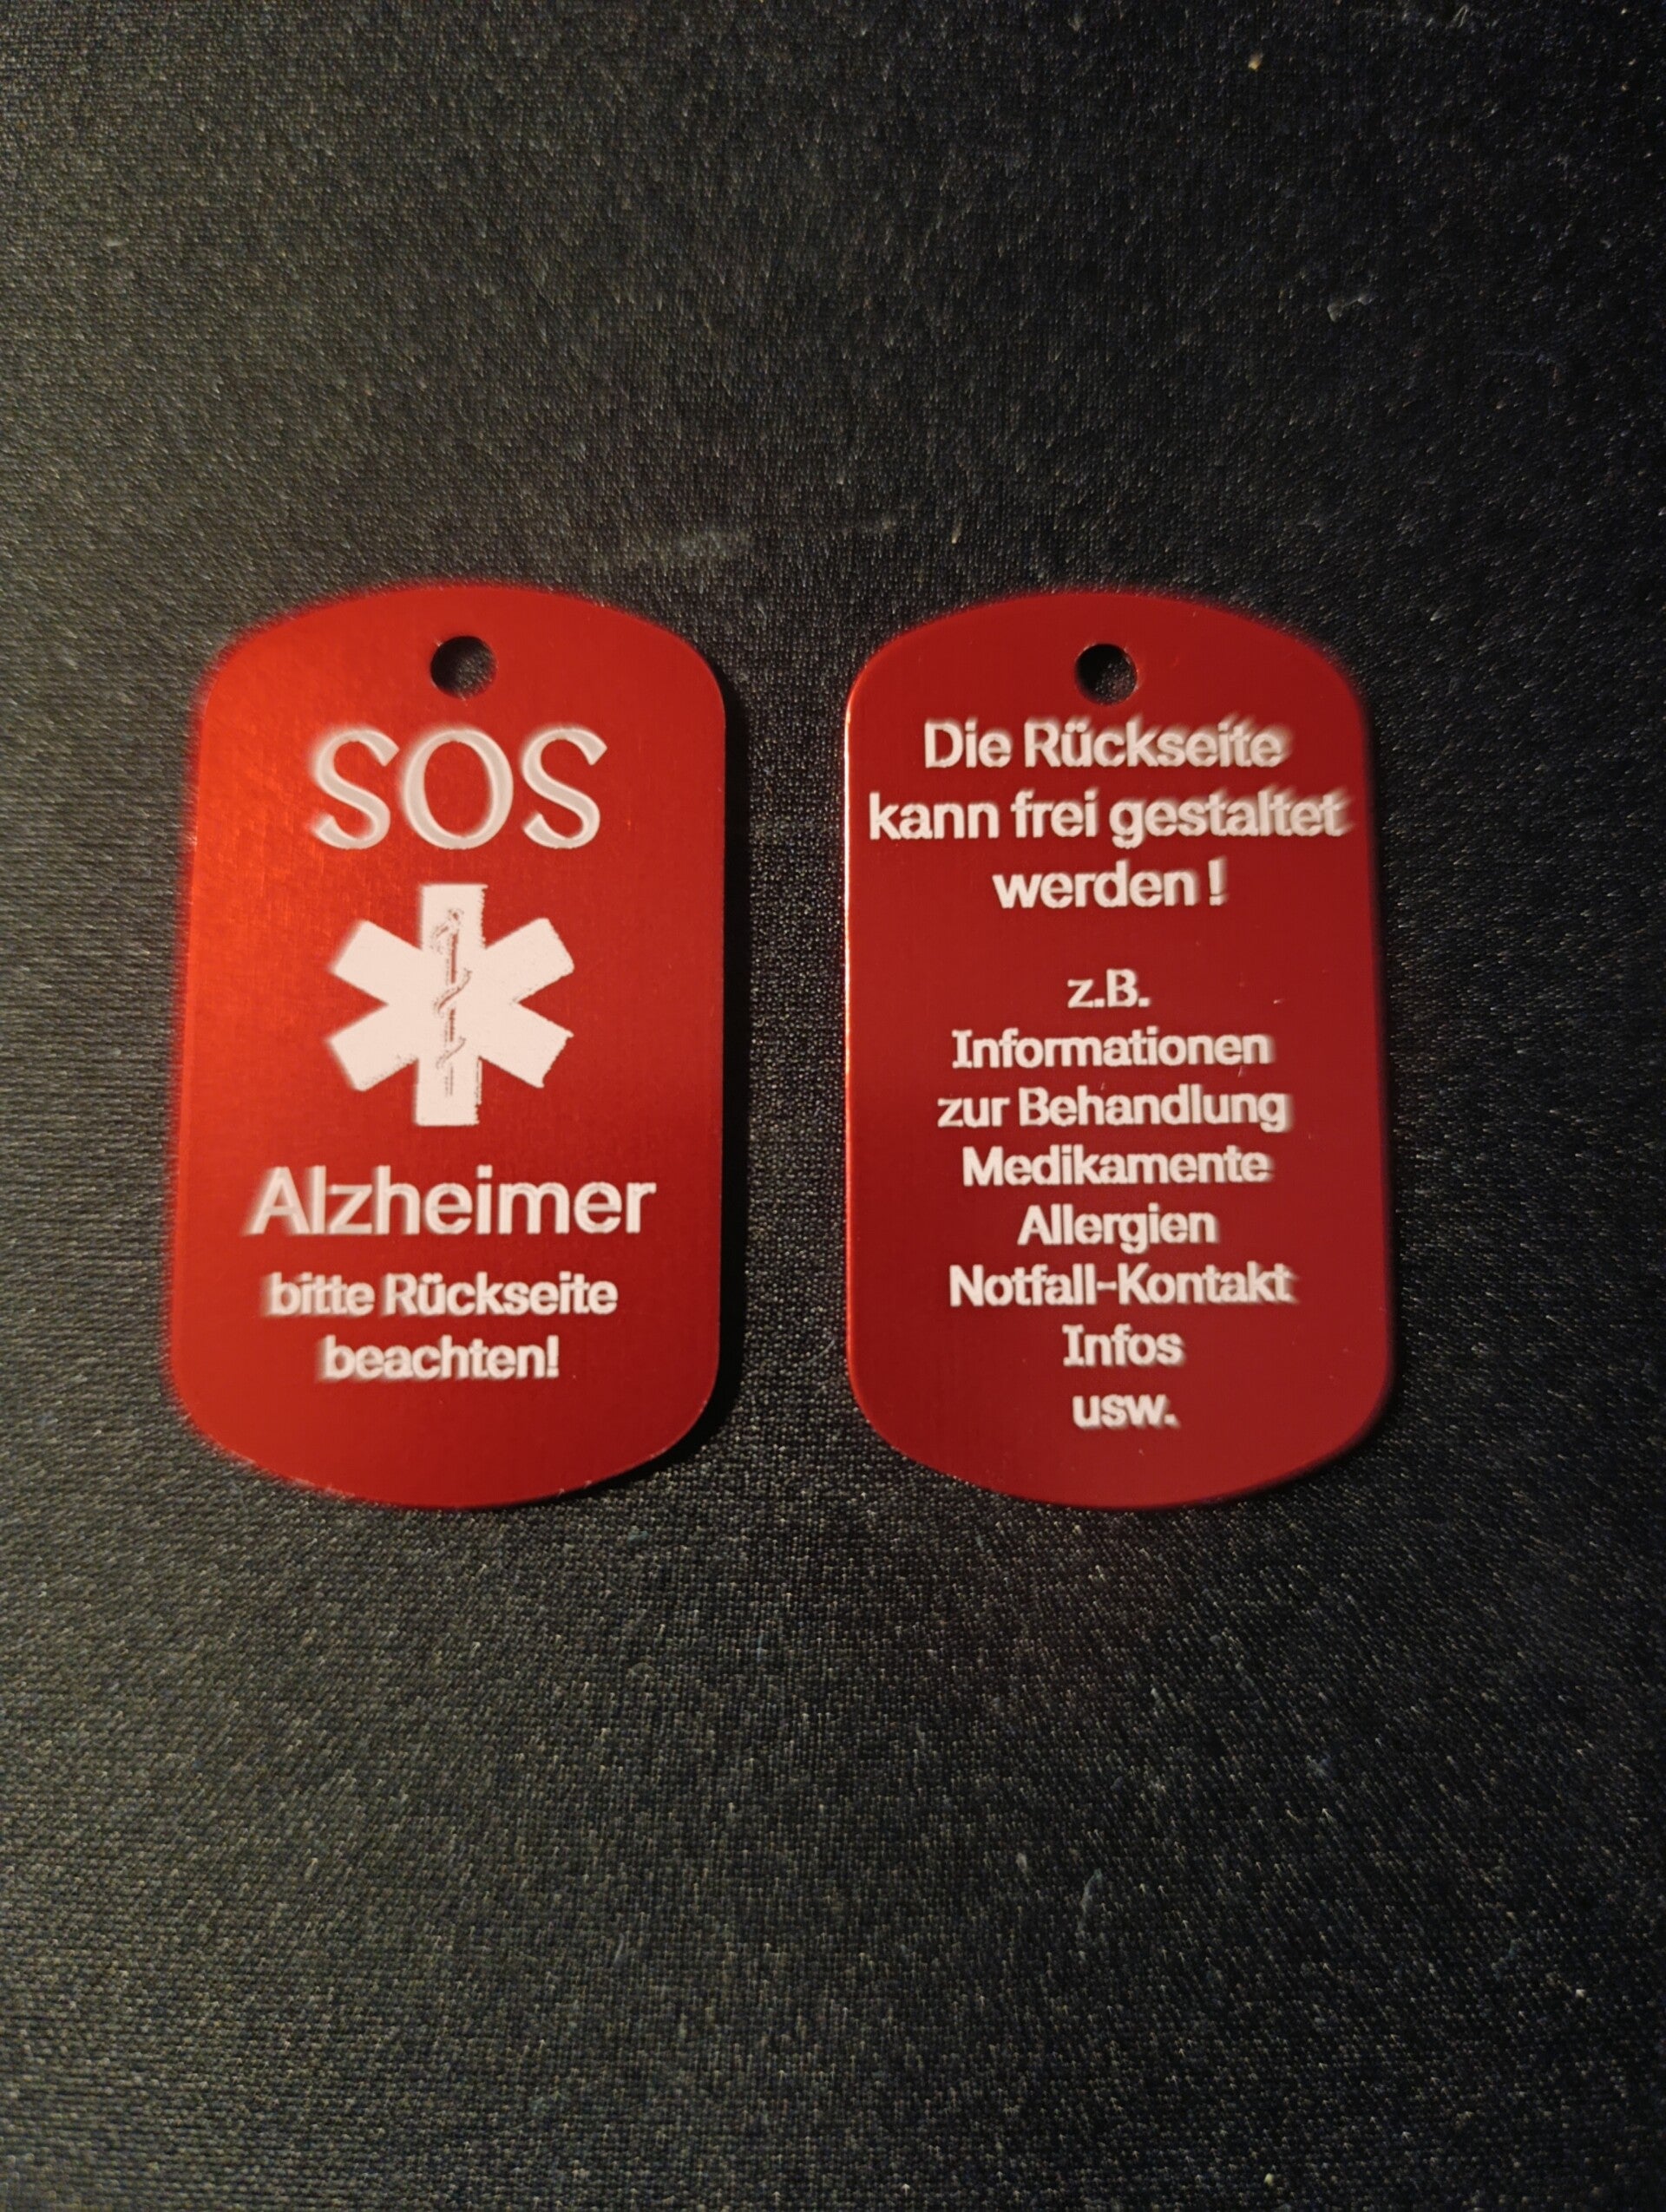 SOS
Alzheimer
bitte Rückseite
beachten!
Die Rückseite
kann frei gestaltet
werden !
z.B.
Informationen
zur Behandlung
Medikamente
Allergien
Notfall-Kontakt
Infos
usw.